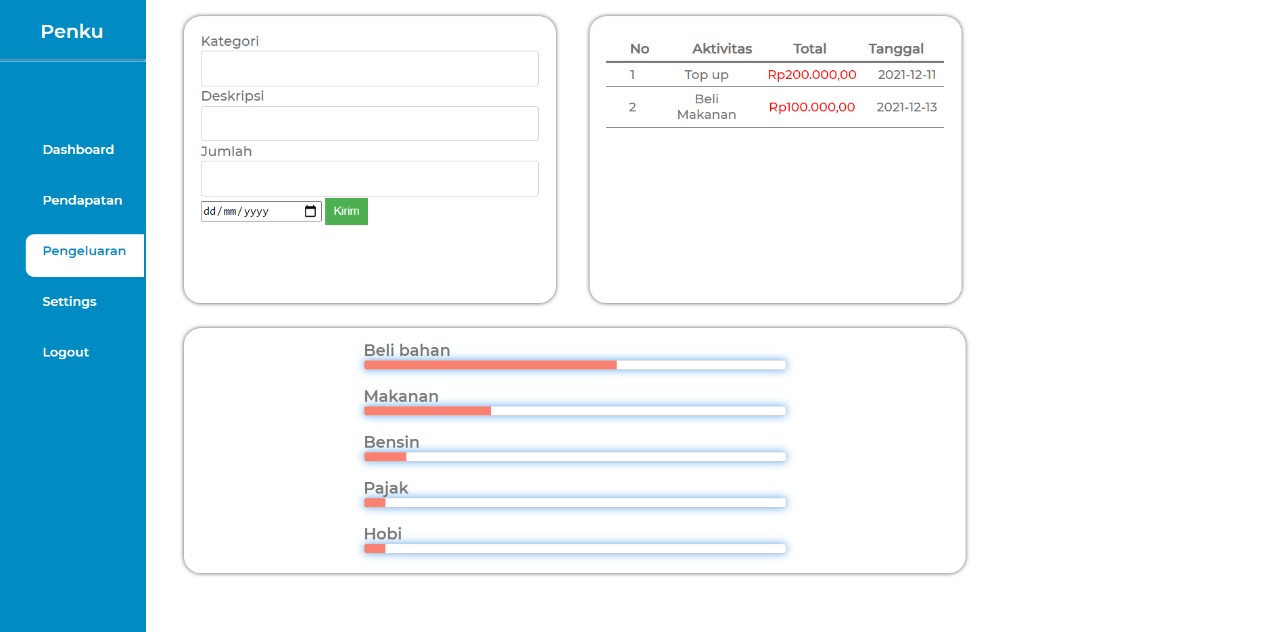 Penku
Dashboard
Pendapatan
Pengeluaran
Settings
Logout
Kategori
Deskripsi
Jumlah
dd/mm/yyyy Kirim
No Aktivitas Total Tanggal
1 Top up Rp200.000,00 2021-12-11
2 Beli Makanan Rp100.000,00 2021-12-13
Beli bahan
Makanan
Bensin
Pajak
Hobi